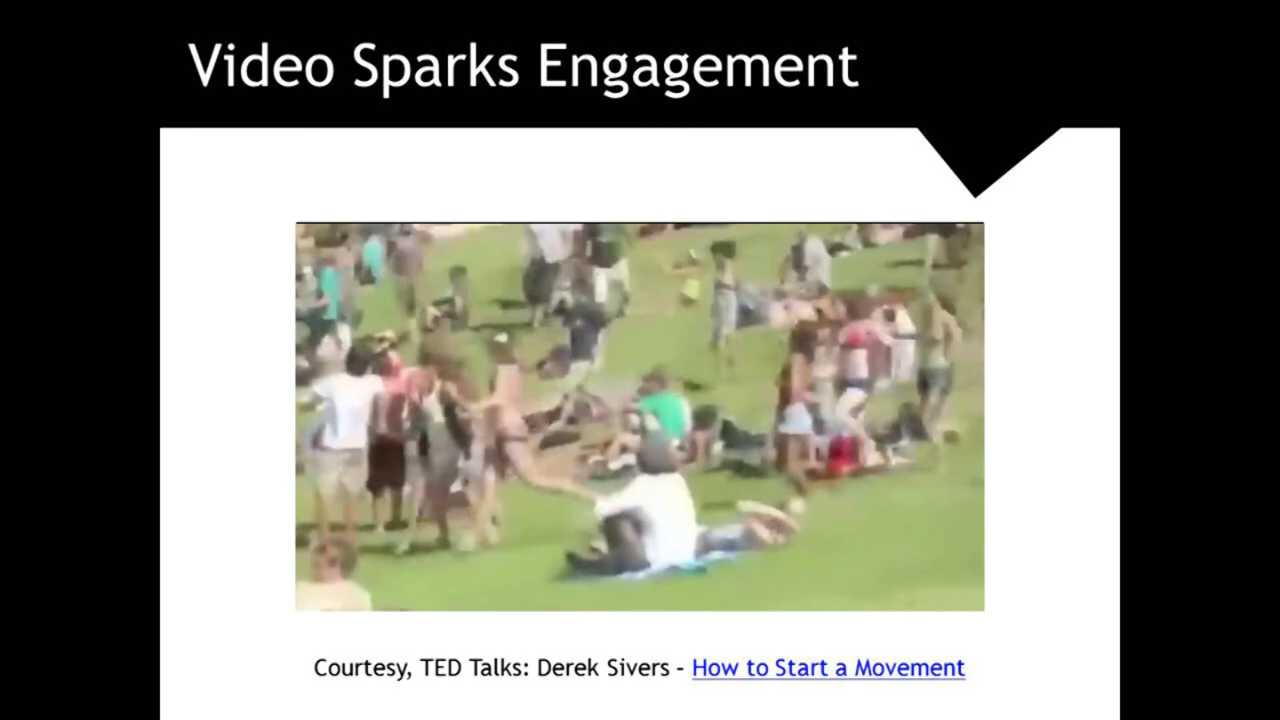 Video Sparks Engagement
Courtesy, TED Talks: Derek Sivers - How to Start a Movement